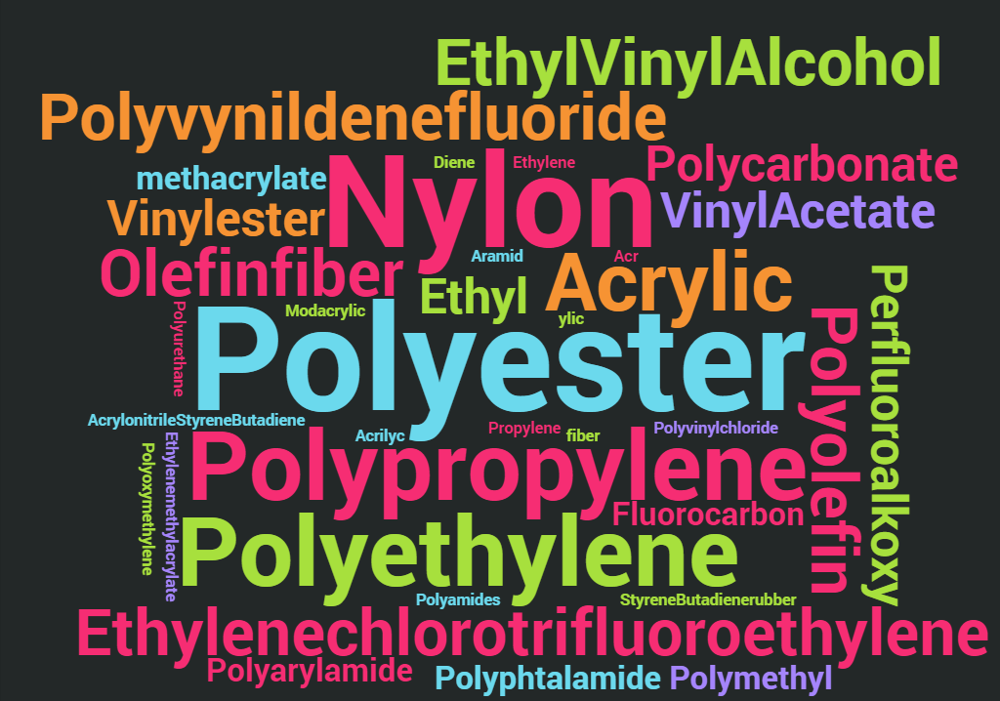 EthylVinylAlcohol
Polyvynildenefluoride
Diene
Ethylene
Polycarbonate
methacrylate
Nylon
Vinylester
VinylAcetate
Olefinfiber
Aramid
Acr
Ethyl
Acrylic
Perfluoroalkoxy
Modacrylic
ylic
Polyurethane
Polyester
Polyolefin
AcrylonitrileStyreneButadiene
Acrilyc
Propylene
fiber
Polyvinylchloride
Ethylenemethylacrylate
Polyoxymethylene
Polypropylene
Fluorocarbon
Polyethylene
Polyamides
StyreneButadienerubber
Ethylenechlorotrifluoroethylene
Polyarylamide
Polyphtalamide
Polymethyl